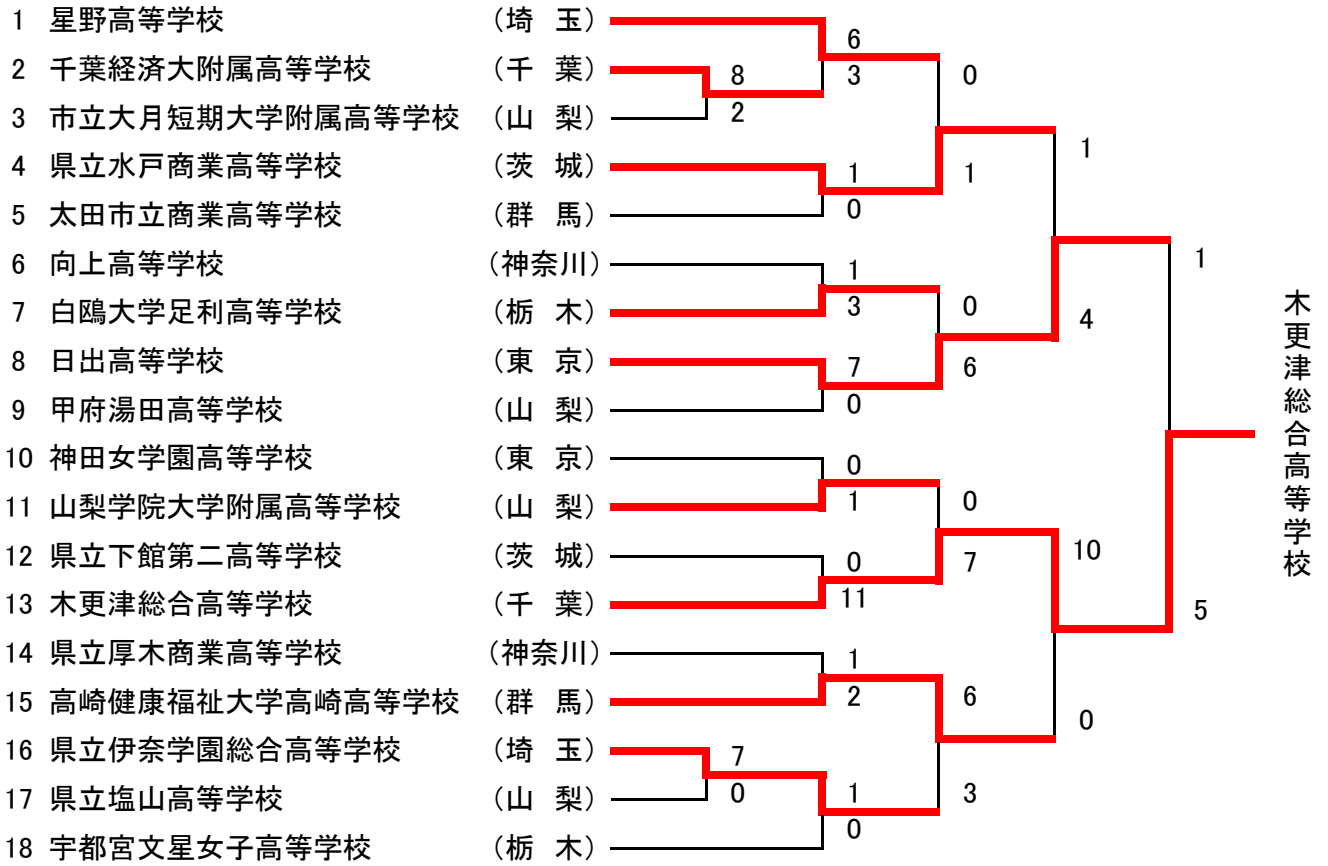 1 星野高等学校 (埼 玉)
2 千葉経済大附属高等学校 (千 葉)
3 市立大月短期大学附属高等学校 (山 梨)
4 県立水戸商業高等学校 (茨 城)
5 太田市立商業高等学校 (群 馬)
6 向上高等学校 (神奈川)
7 白鴎大学足利高等学校 (栃 木)
8 日出高等学校 (東 京)
9 甲府湯田高等学校 (山 梨)
10 神田女学園高等学校 (東 京)
11 山梨学院大学附属高等学校 (山 梨)
12 県立下館第二高等学校 (茨 城)
13 木更津総合高等学校 (千 葉)
14 県立厚木商業高等学校 (神奈川)
15 高崎健康福祉大学高崎高等学校 (群 馬)
16 県立伊奈学園総合高等学校 (埼 玉)
17 県立塩山高等学校 (山 梨)
18 宇都宮文星女子高等学校 (栃 木)
8
2
7
0
6
3
1
0
1
3
7
0
0
1
0
11
1
2
1
0
0
1
0
6
0
7
6
3
1
4
10
0
1
5
木更津総合高等学校